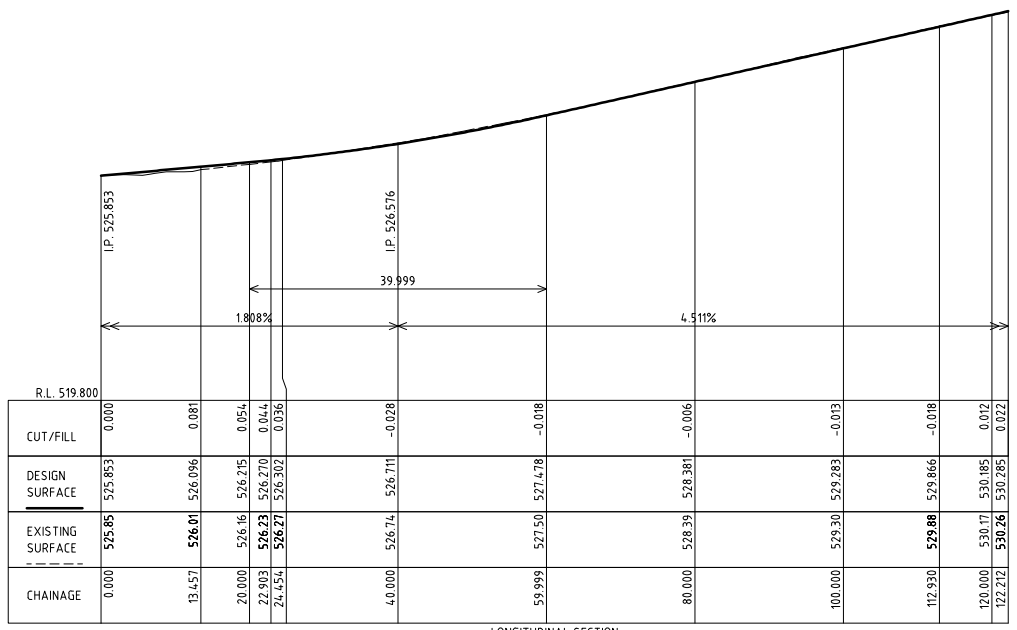 I.P. 525.853
I.P. 526.576
39.999
1.808%
4.511%
R.L. 519.800
CUT/FILL 0.000 0.081 0.054 0.044 0.036 -0.028 -0.018 -0.006 -0.013 -0.018 0.012 0.022
DESIGN
SURFACE 525.853 526.096 526.215 526.270 526.302 526.711 527.478 528.381 529.283 529.866 530.185 530.285
EXISTING
SURFACE 525.85 526.01 526.16 526.23 526.27 526.74 527.50 528.39 529.30 529.88 530.17 530.26
CHAINAGE 0.000 13.457 20.000 22.903 24.454 40.000 59.999 80.000 100.000 112.930 120.000 122.212
LONGITUDINAL SECTION